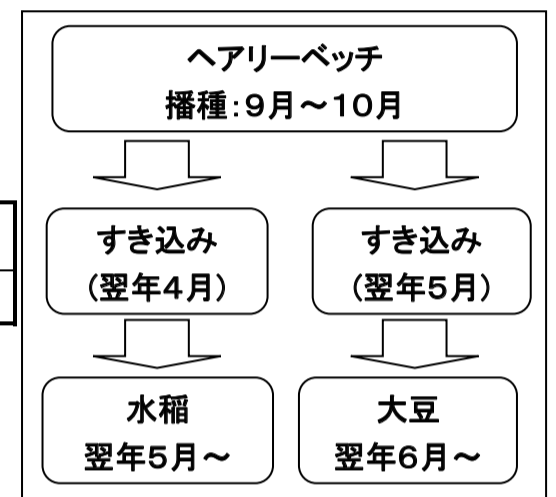 ヘアリーベッチ
播種:9月～10月
すき込み
(翌年4月)
すき込み
(翌年5月)
水稲
翌年5月～
大豆
翌年6月～